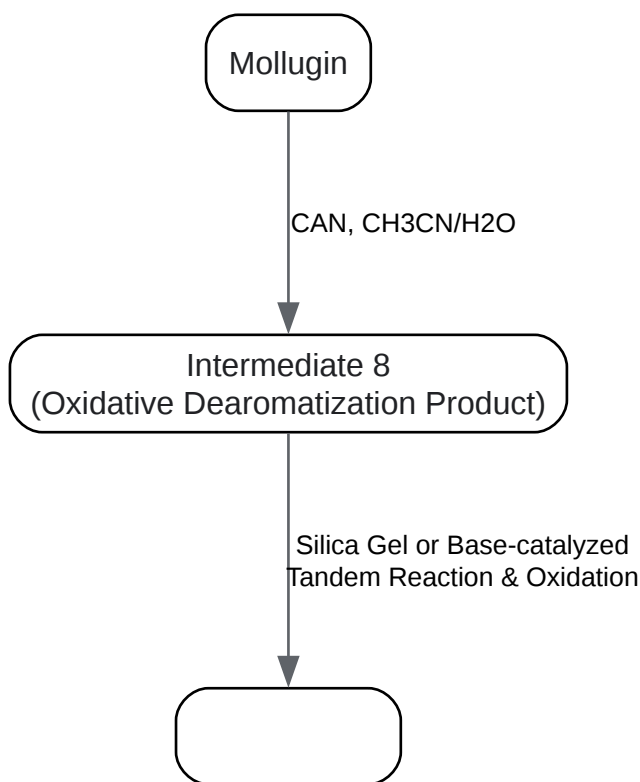 Mollugin
CAN, CH3CN/H2O
Intermediate 8
(Oxidative Dearomatization Product)
Silica Gel or Base-catalyzed
Tandem Reaction & Oxidation